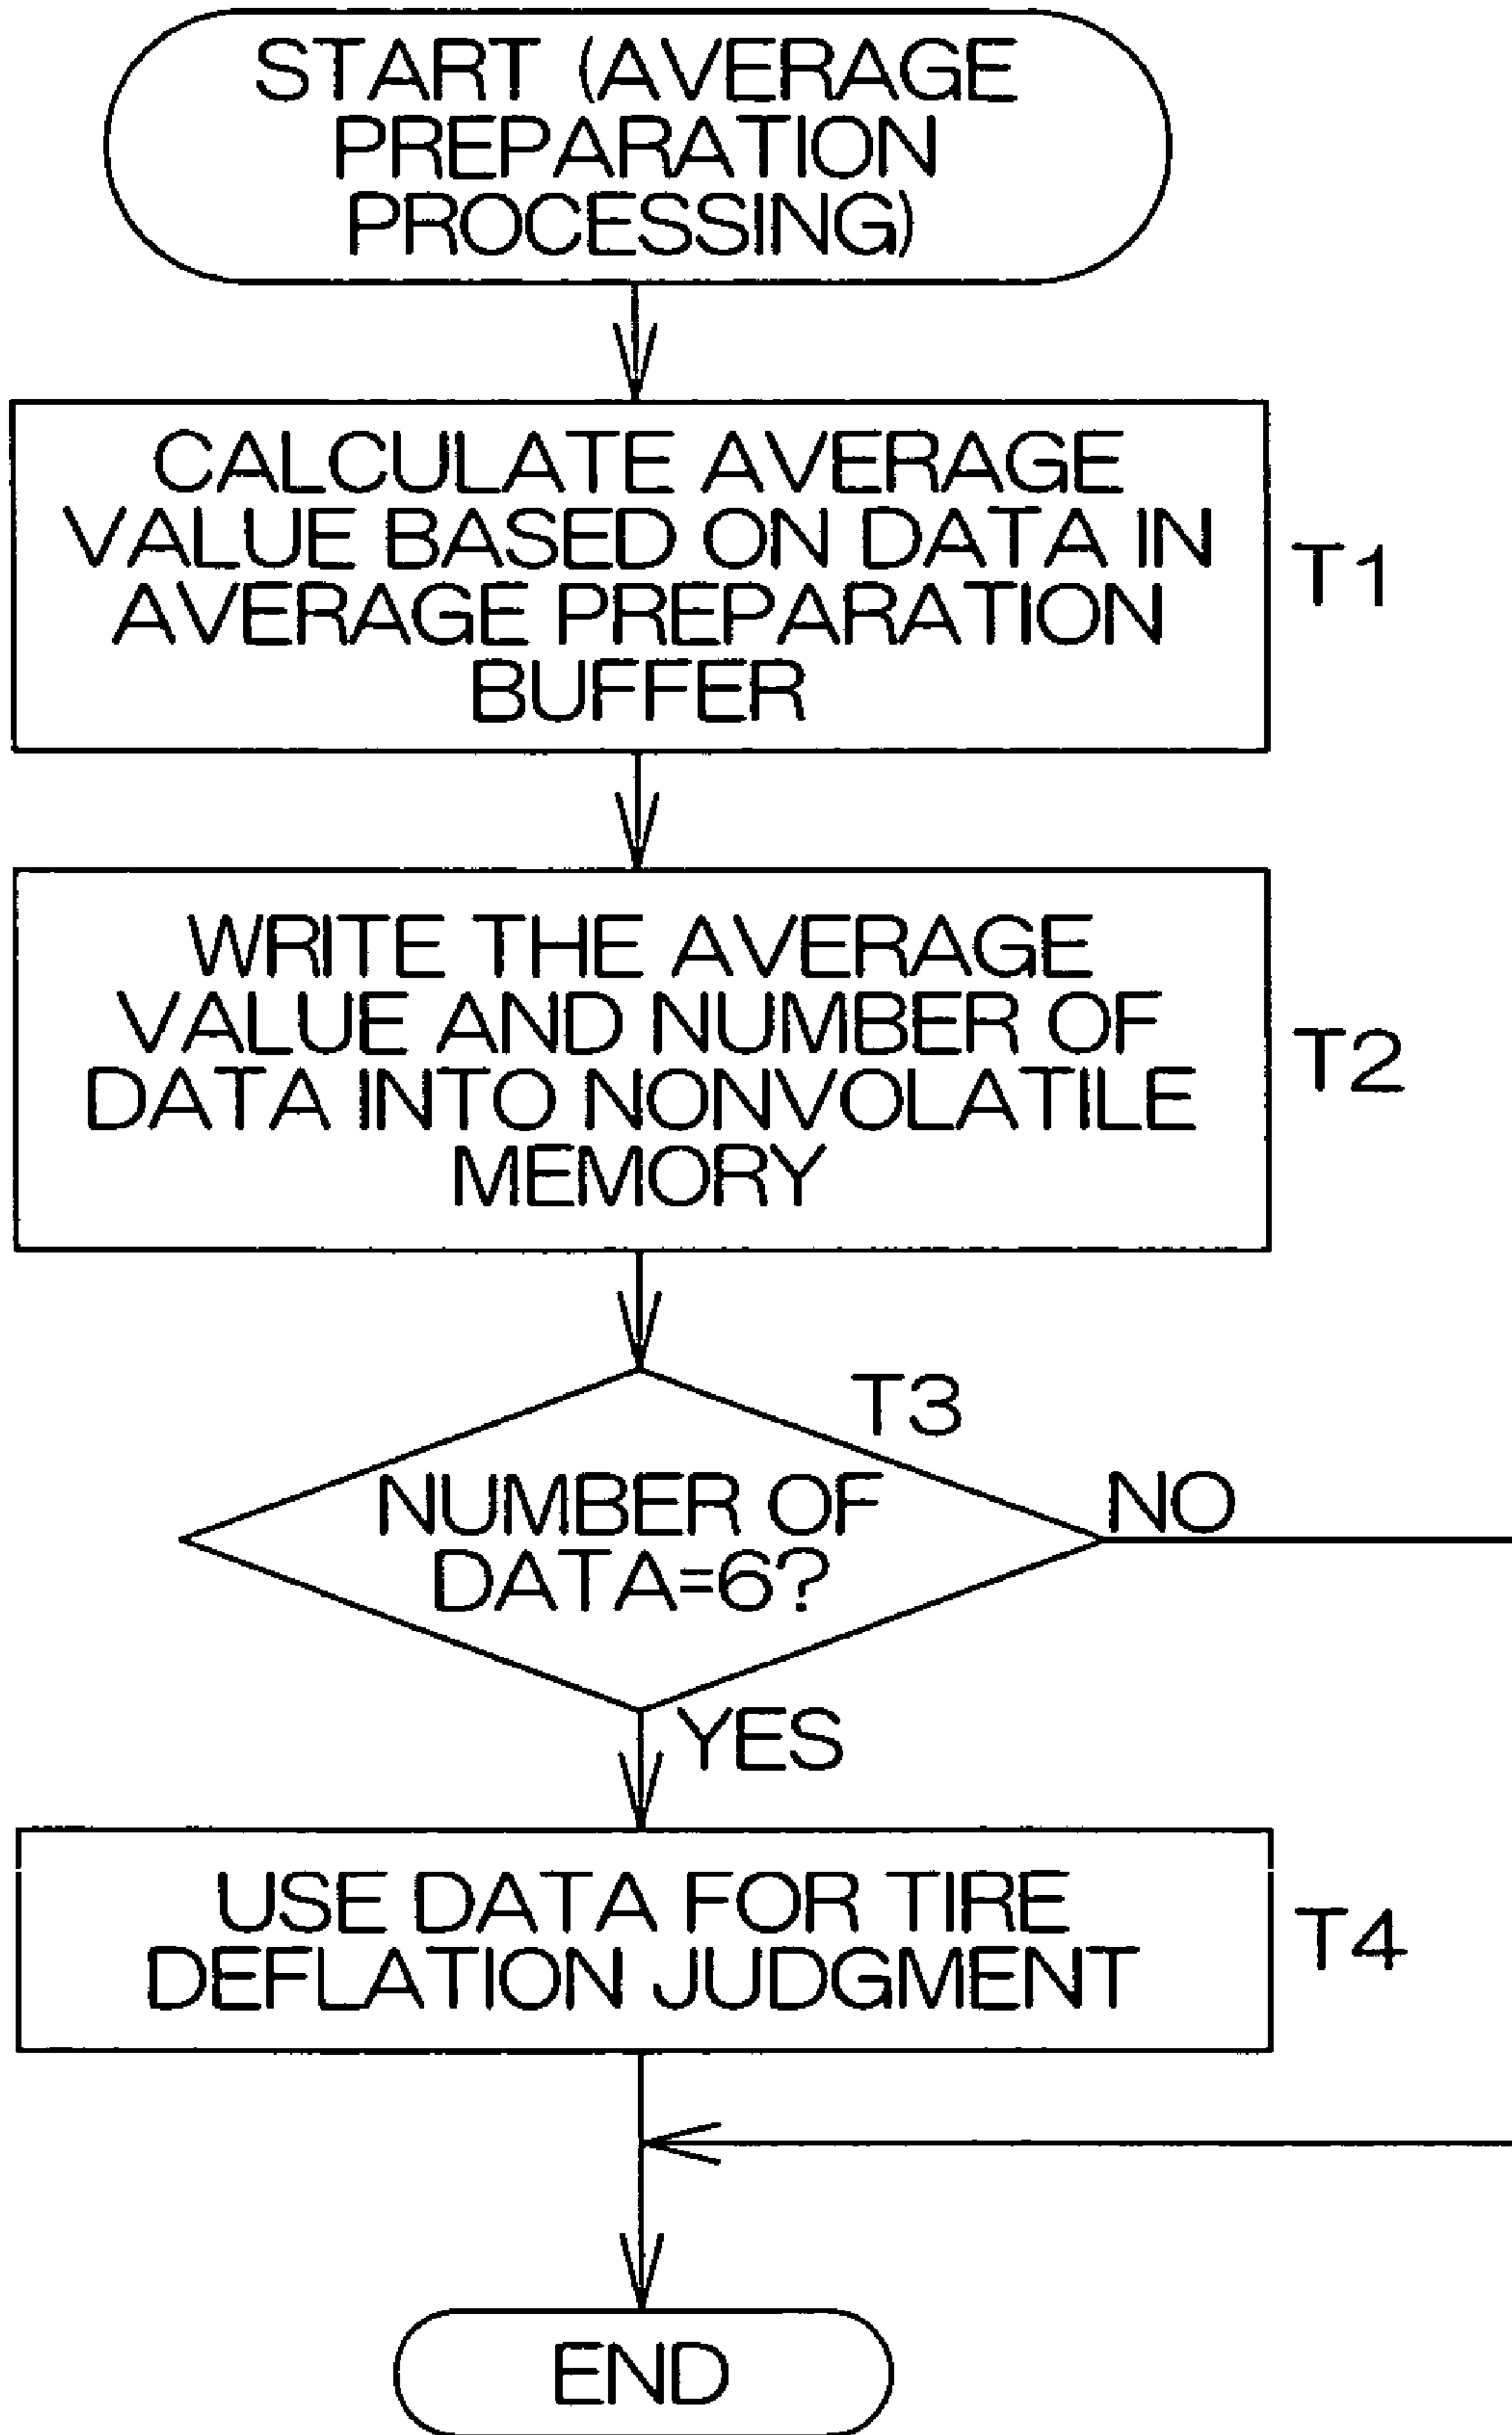 START (AVERAGE
PREPARATION
PROCESSING)
CALCULATE AVERAGE
VALUE BASED ON DATA IN
AVERAGE PREPARATION
BUFFER
T1
WRITE THE AVERAGE
VALUE AND NUMBER OF
DATA INTO NONVOLATILE
MEMORY
T2
T3
NUMBER OF
DATA=6?
NO
YES
USE DATA FOR TIRE
DEFLATION JUDGMENT
T4
END